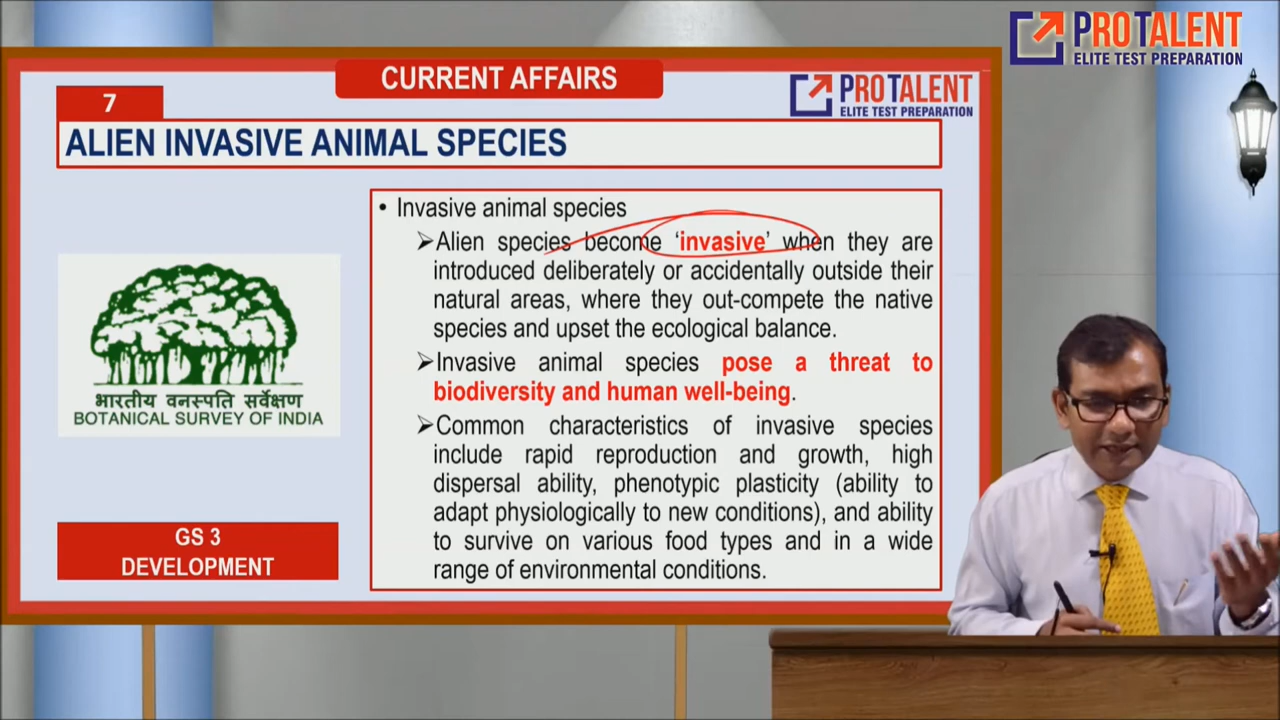 PROTALENT
ELITE TEST PREPARATION
CURRENT AFFAIRS
PROTALENT
ELITE TEST PREPARATION
7
ALIEN INVASIVE ANIMAL SPECIES
• Invasive animal species
➢Alien species become ‘invasive’ when they are
introduced deliberately or accidentally outside their
natural areas, where they out-compete the native
species and upset the ecological balance.
➢Invasive animal species pose a threat to
biodiversity and human well-being.
➢Common characteristics of invasive species
include rapid reproduction and growth, high
dispersal ability, phenotypic plasticity (ability to
adapt physiologically to new conditions), and ability
to survive on various food types and in a wide
range of environmental conditions.
भारतीय वनस्पति सर्वेक्षण
BOTANICAL SURVEY OF INDIA
GS 3
DEVELOPMENT